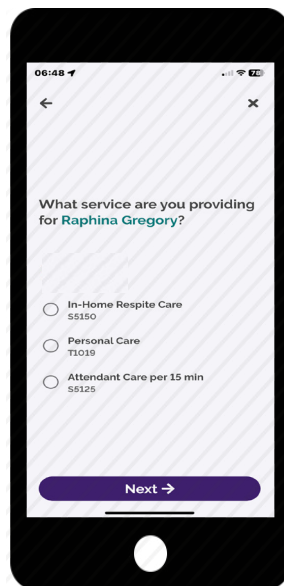 06:48
78
What service are you providing
for Raphina Gregory?
In-Home Respite Care
S5150
Personal Care
T1019
Attendant Care per 15 min
S5125
Next →